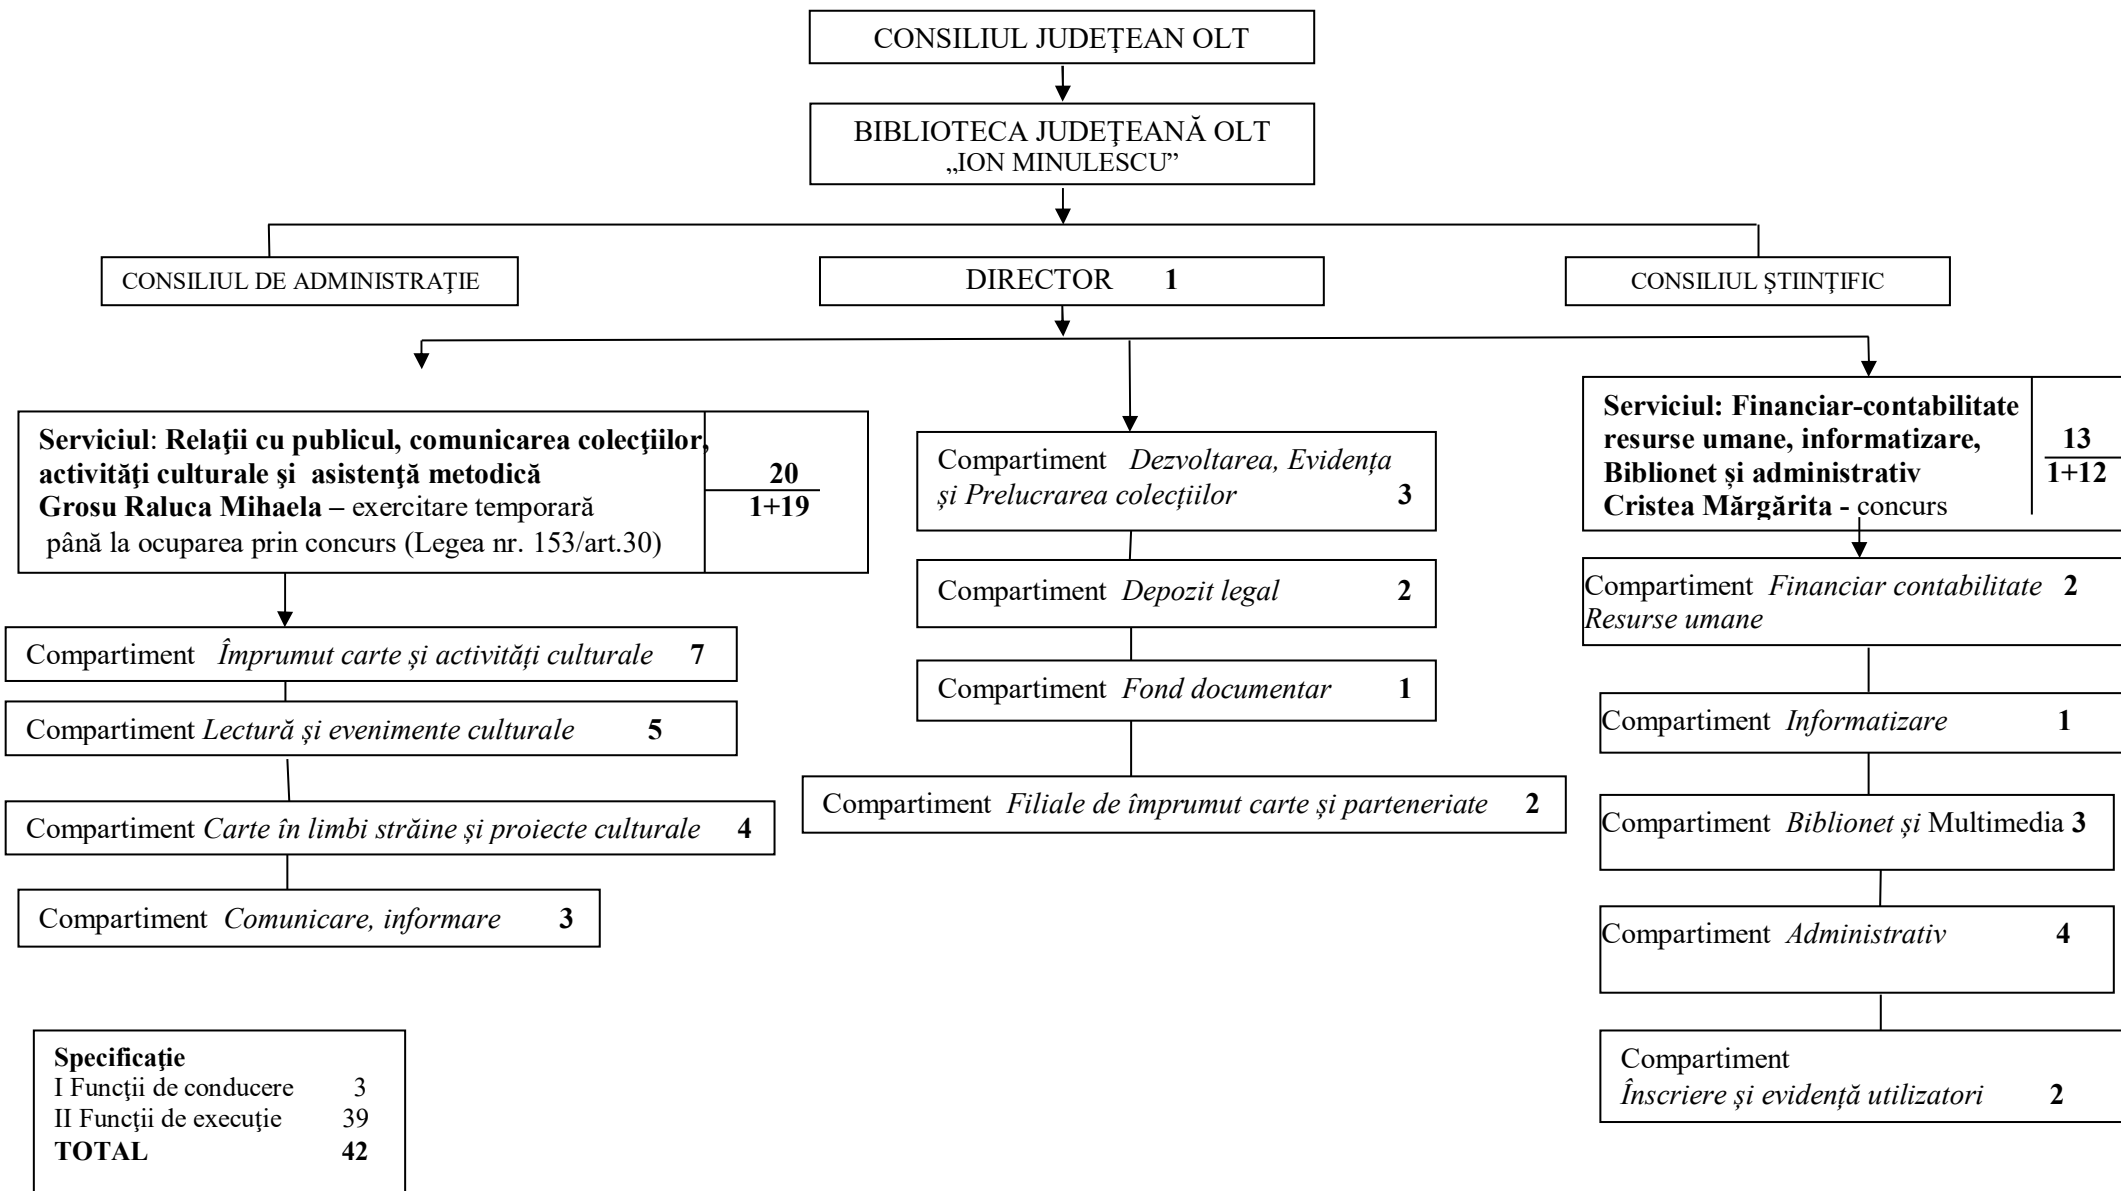 CONSILIUL JUDEŢEAN OLT
BIBLIOTECA JUDEŢEANĂ OLT
„ION MINULESCU”
CONSILIUL DE ADMINISTRAŢIE
DIRECTOR 1
CONSILIUL ŞTIINŢIFIC
Serviciul: Relaţii cu publicul, comunicarea colecţiilor,
activităţi culturale şi asistenţă metodică
Grosu Raluca Mihaela – exercitare temporară
până la ocuparea prin concurs (Legea nr. 153/art.30)
20
1+19
Compartiment Împrumut carte și activități culturale 7
Compartiment Lectură și evenimente culturale 5
Compartiment Carte în limbi străine și proiecte culturale 4
Compartiment Comunicare, informare 3
Compartiment Dezvoltarea, Evidența
și Prelucrarea colecțiilor 3
Compartiment Depozit legal 2
Compartiment Fond documentar 1
Compartiment Filiale de împrumut carte și parteneriate 2
Serviciul: Financiar-contabilitate
resurse umane, informatizare,
Biblionet și administrativ
Cristea Mărgărita - concurs
13
1+12
Compartiment Financiar contabilitate 2
Resurse umane
Compartiment Informatizare 1
Compartiment Biblionet și Multimedia 3
Compartiment Administrativ 4
Compartiment
Înscriere și evidență utilizatori 2
Specificaţie
I Funcţii de conducere 3
II Funcţii de execuţie 39
TOTAL 42